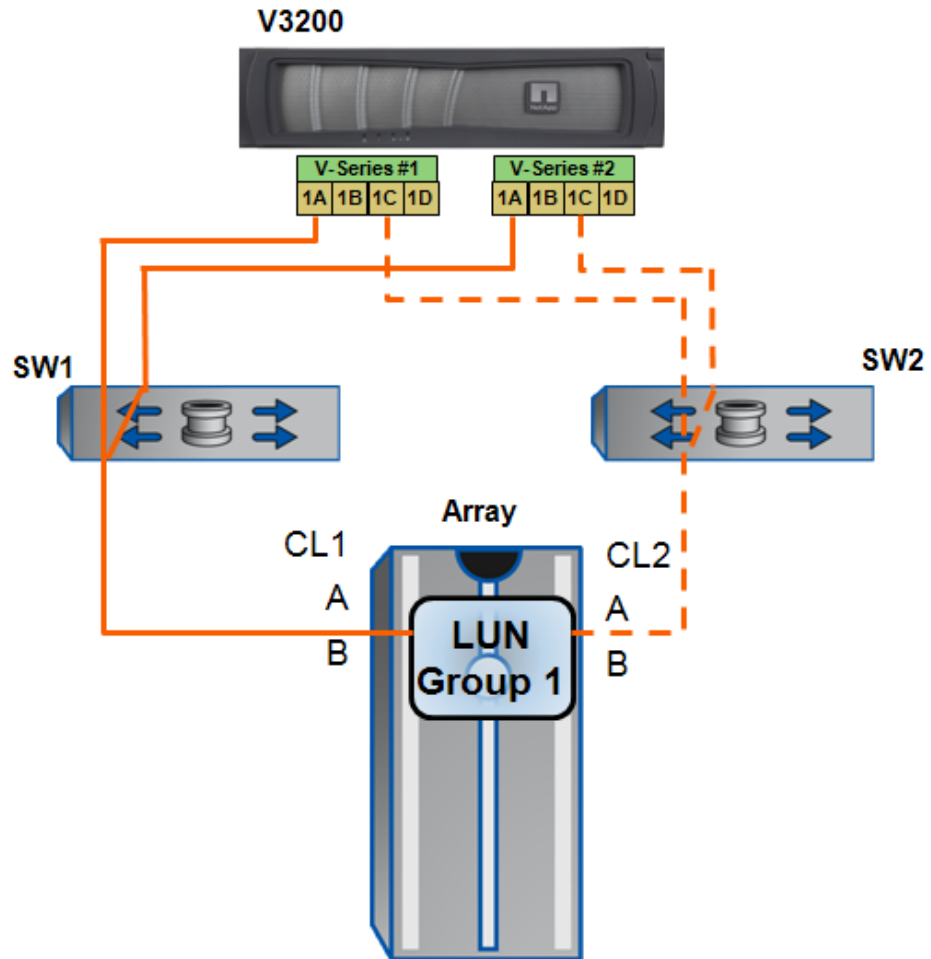 V3200
NetApp
V-Series #1
1A 1B 1C 1D
V-Series #2
1A 1B 1C 1D
SW1
SW2
Array
CL1
A
B
CL2
A
B
LUN
Group 1